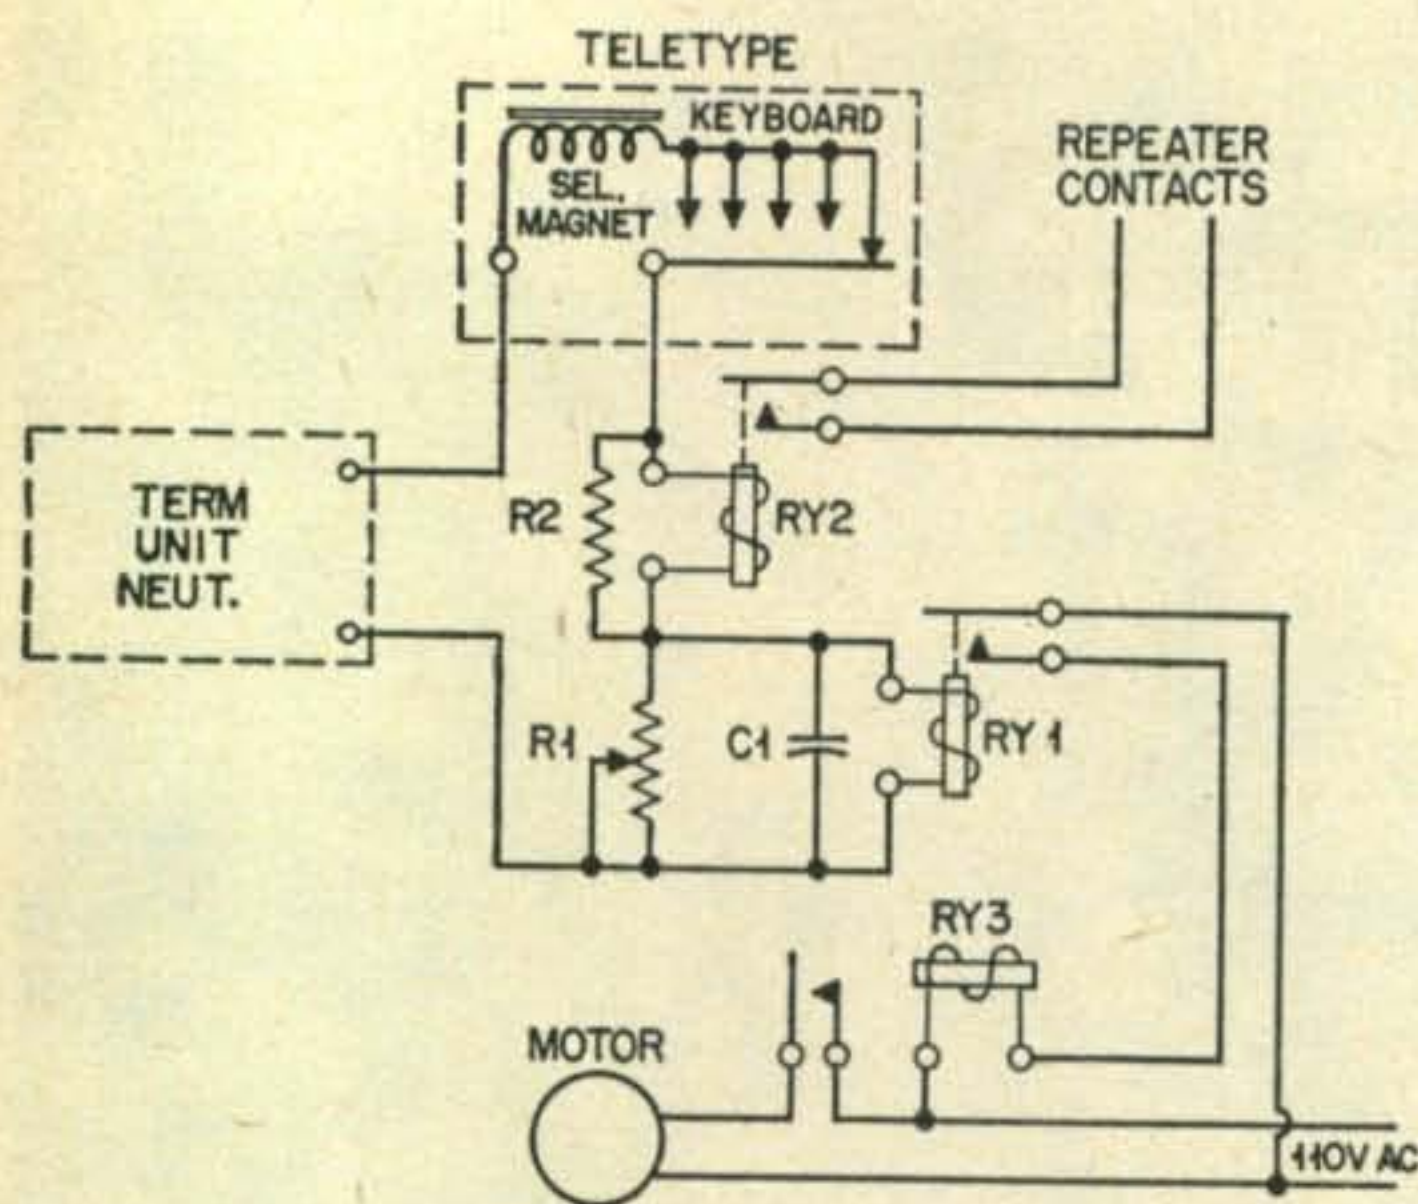 TELETYPE
KEYBOARD
SEL.
MAGNET
REPEATER
CONTACTS
TERM
UNIT
NEUT.
R2
RY2
R1
C1
RY1
RY3
MOTOR
110V AC